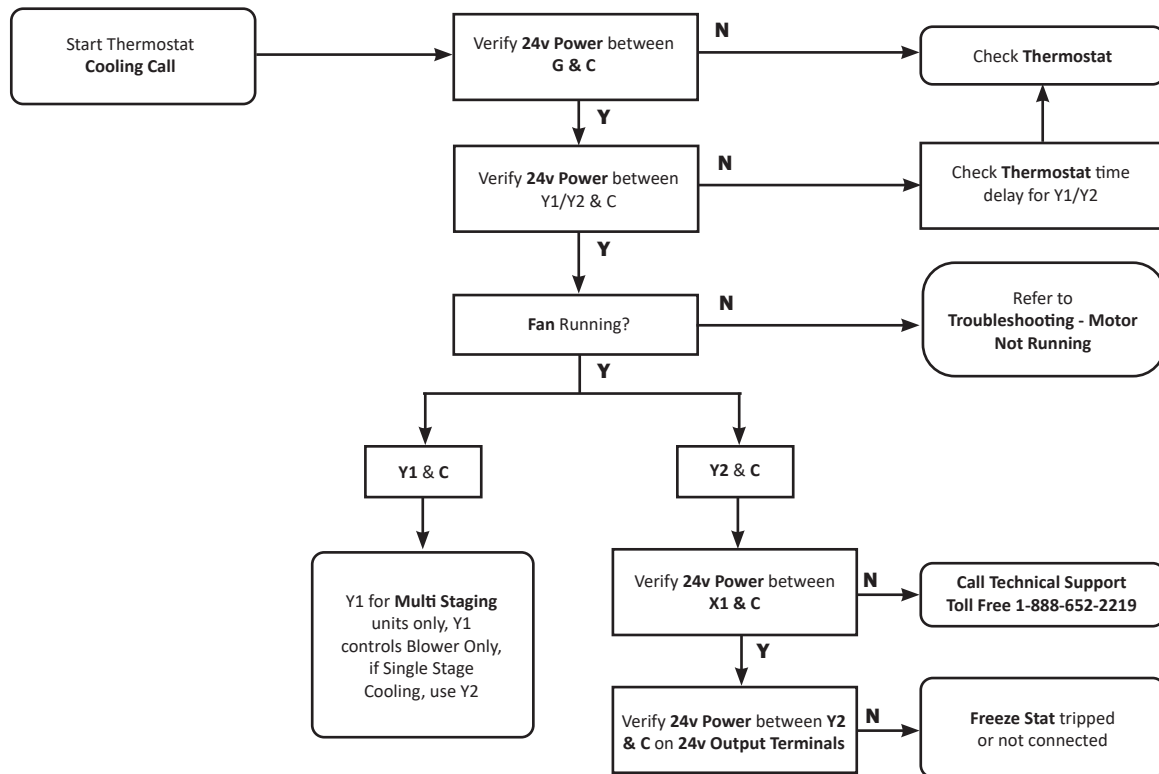 Start Thermostat
Cooling Call
Verify 24v Power between
G & C
N
Check Thermostat
Y
Verify 24v Power between
Y1/Y2 & C
N
Check Thermostat time
delay for Y1/Y2
Y
Fan Running?
N
Refer to
Troubleshooting - Motor
Not Running
Y
Y1 & C
Y2 & C
Y1 for Multi Staging
units only, Y1
controls Blower Only,
if Single Stage
Cooling, use Y2
Verify 24v Power between
X1 & C
N
Call Technical Support
Toll Free 1-888-652-2219
Y
Verify 24v Power between Y2
& C on 24v Output Terminals
N
Freeze Stat tripped
or not connected